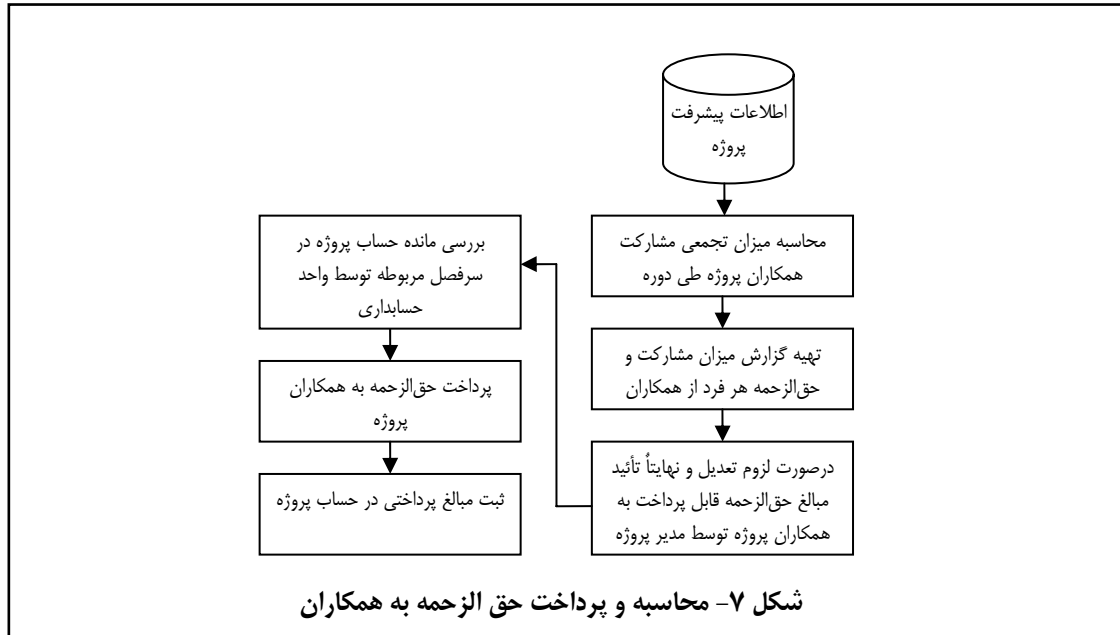 اطلاعات پیشرفت
پروژه
محاسبه میزان تجمعی مشارکت
همکاران پروژه طی دوره
تهیه گزارش میزان مشارکت و
حق‌الزحمه هر فرد از همکاران
درصورت لزوم تعدیل و نهایتاً تأئید
مبالغ حق‌الزحمه قابل پرداخت به
همکاران پروژه توسط مدیر پروژه
بررسی مانده حساب پروژه در
سرفصل مربوطه توسط واحد
حسابداری
پرداخت حق‌الزحمه به همکاران
پروژه
ثبت مبالغ پرداختی در حساب پروژه
شکل ۷- محاسبه و پرداخت حق الزحمه به همکاران